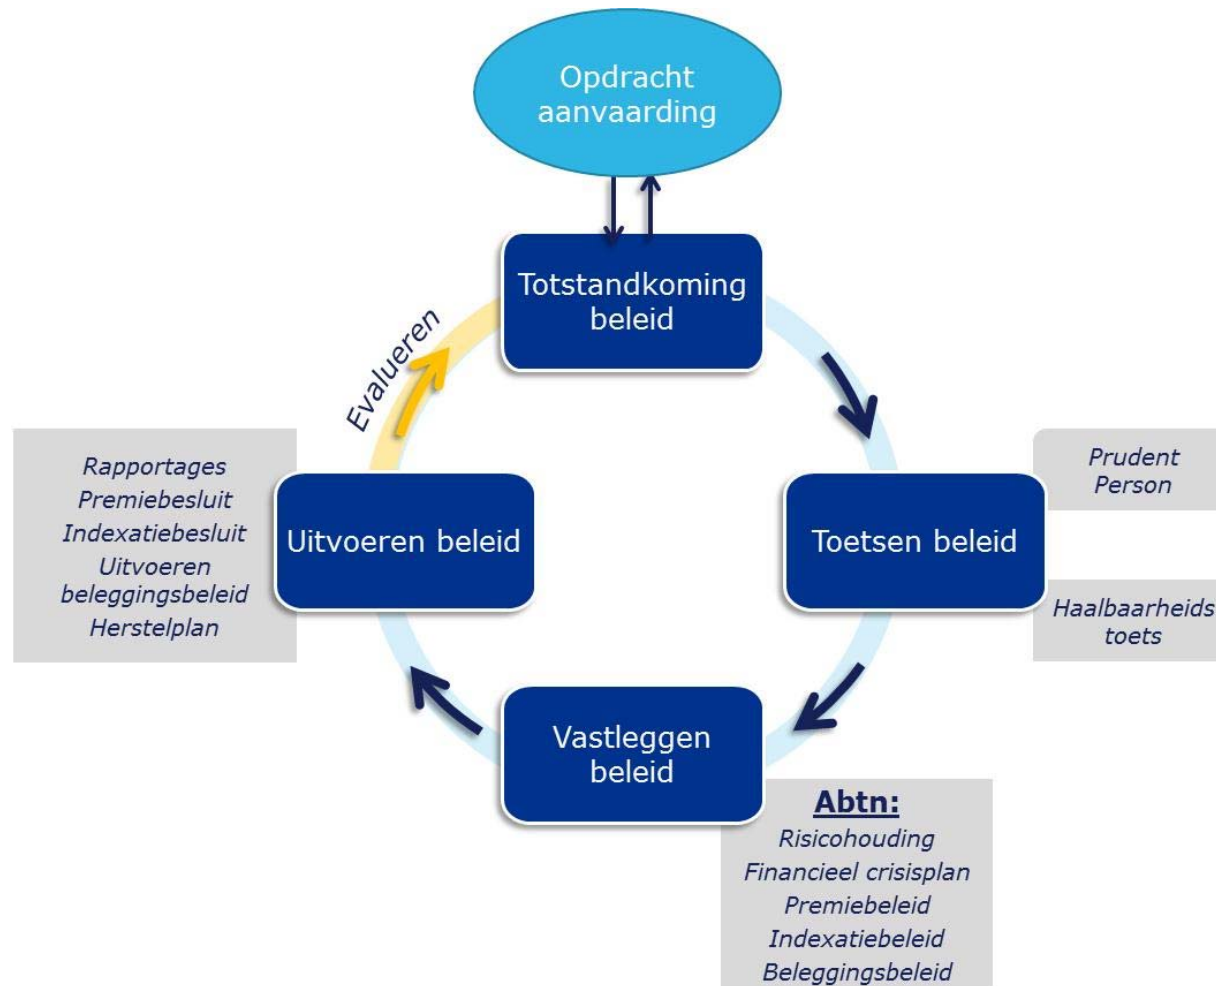 Opdracht
aanvaarding
Totstandkoming
beleid
Evalueren
Rapportages
Premiebesluit
Indexatiebesluit
Uitvoeren
beleggingsbeleid
Herstelplan
Uitvoeren beleid
Toetsen beleid
Prudent
Person
Haalbaarheids
toets
Vastleggen
beleid
Abtn:
Risicohouding
Financieel crisisplan
Premiebeleid
Indexatiebeleid
Beleggingsbeleid